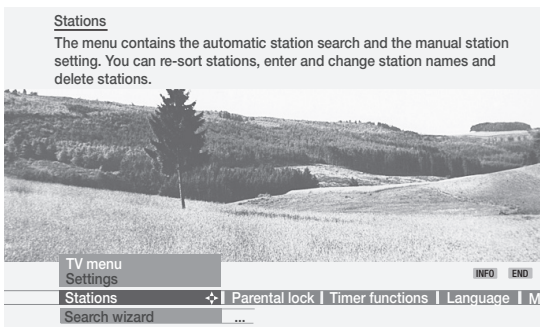 Stations
The menu contains the automatic station search and the manual station
setting. You can re-sort stations, enter and change station names and
delete stations.
TV menu
Settings
INFO END
Stations Parental lock Timer functions Language M
Search wizard ...